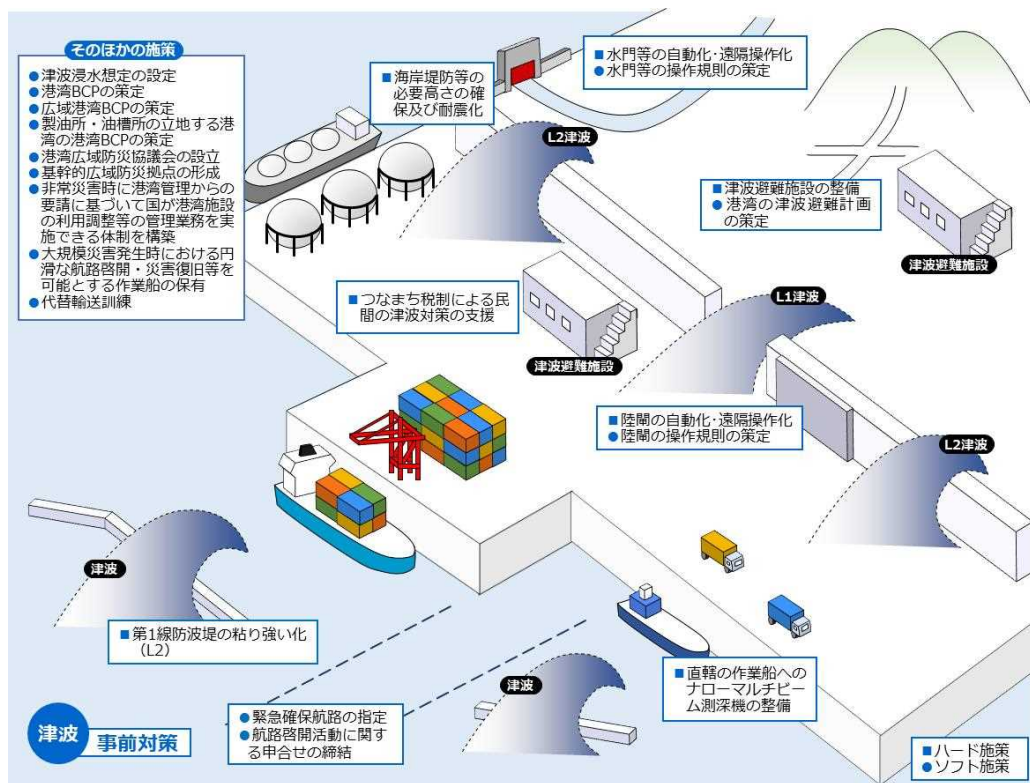 そのほかの施策
●津波浸水想定の設定
●港湾BCPの策定
●広域港湾BCPの策定
●製油所・油槽所の立地する港
湾の港湾BCPの策定
●港湾広域防災協議会の設立
●基幹的広域防災拠点の形成
●非常災害時に港湾管理からの
要請に基づいて国が港湾施設
の利用調整等の管理業務を実
施できる体制を構築
●大規模災害発生時における円
滑な航路啓開・災害復旧等を
可能とする作業船の保有
●代替輸送訓練
■海岸堤防等の
必要高さの確
保及び耐震化
■水門等の自動化・遠隔操作化
●水門等の操作規則の策定
L2津波
■津波避難施設の整備
●港湾の津波避難計画
の策定
津波避難施設
■つなまち税制による民
間の津波対策の支援
津波避難施設
L1津波
■陸閘の自動化・遠隔操作化
●陸閘の操作規則の策定
L2津波
津波
■第1線防波堤の粘り強い化
（L2）
■直轄の作業船への
ナローマルチビー
ム測深機の整備
津波
●緊急確保航路の指定
●航路啓開活動に関す
る申合せの締結
津波 事前対策
■ハード施策
●ソフト施策